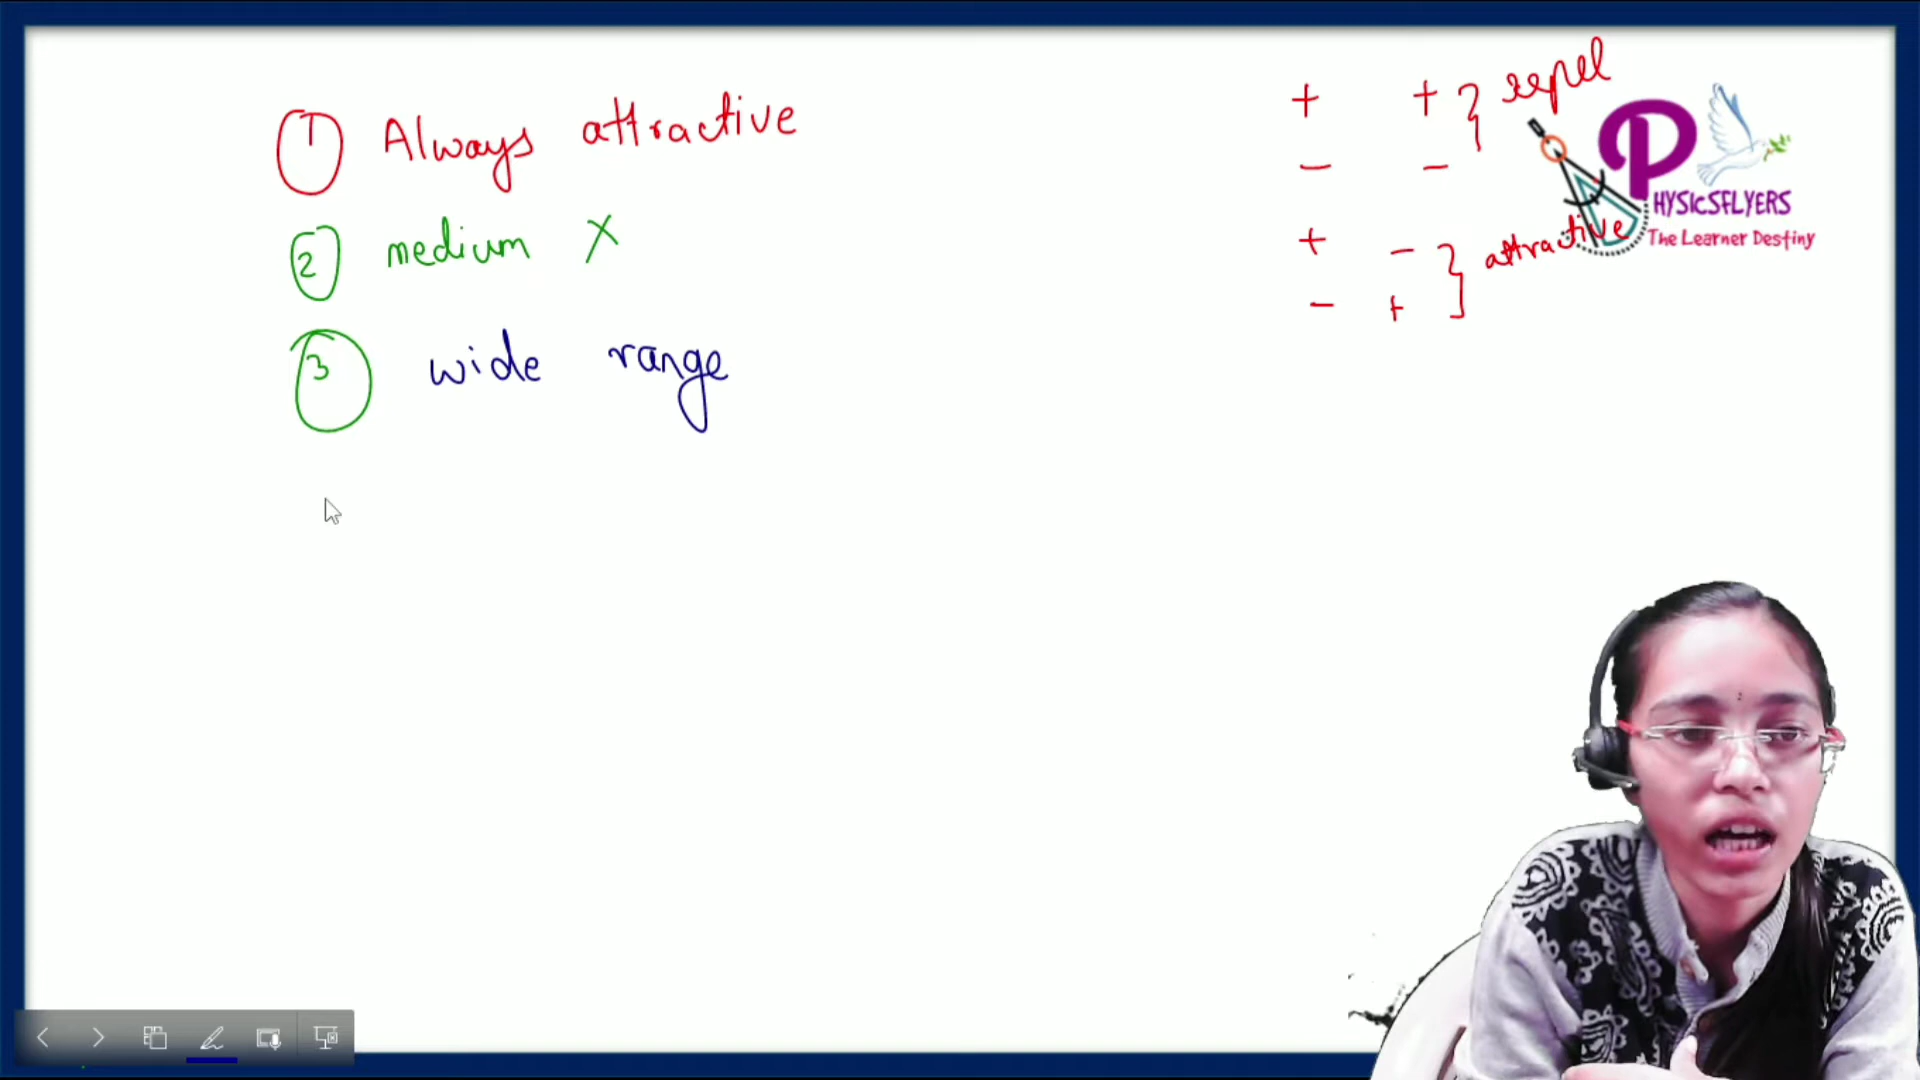 1 Always attractive
2 medium X
3 wide range
+ + } repel
- -
+ - } attractive
- +
PHYSICSFLYERS
The Learner Destiny